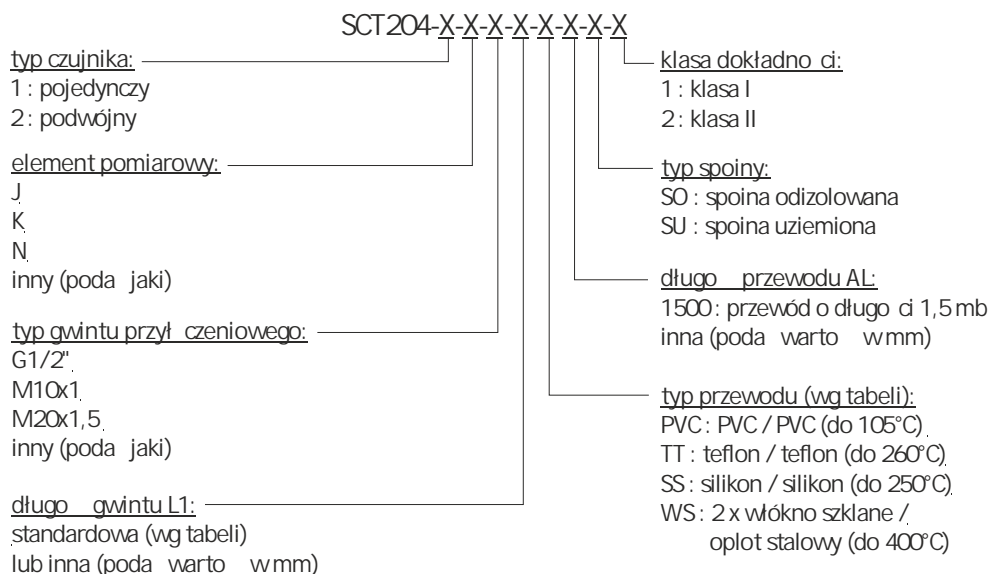 SCT204-X-X-X-X-X-X-X-X
typ czujnika:
1 : pojedynczy
2 : podwójny
element pomiarowy:
J
K
N
inny (poda jaki)
typ gwintu przył czeniowego:
G1/2"
M10x1
M20x1,5
inny (poda jaki)
długo gwintu L1:
standardowa (wg tabeli)
lub inna (poda warto w mm)
klasa dokładno ci:
1 : klasa I
2 : klasa II
typ spoiny:
SO : spoina odizolowana
SU : spoina uziemiona
długo przewodu AL:
1500 : przewód o długo ci 1,5 mb
inna (poda warto w mm)
typ przewodu (wg tabeli):
PVC : PVC / PVC (do 105°C)
TT : teflon / teflon (do 260°C)
SS : silikon / silikon (do 250°C)
WS : 2 x włókno szklane /
oplot stalowy (do 400°C)